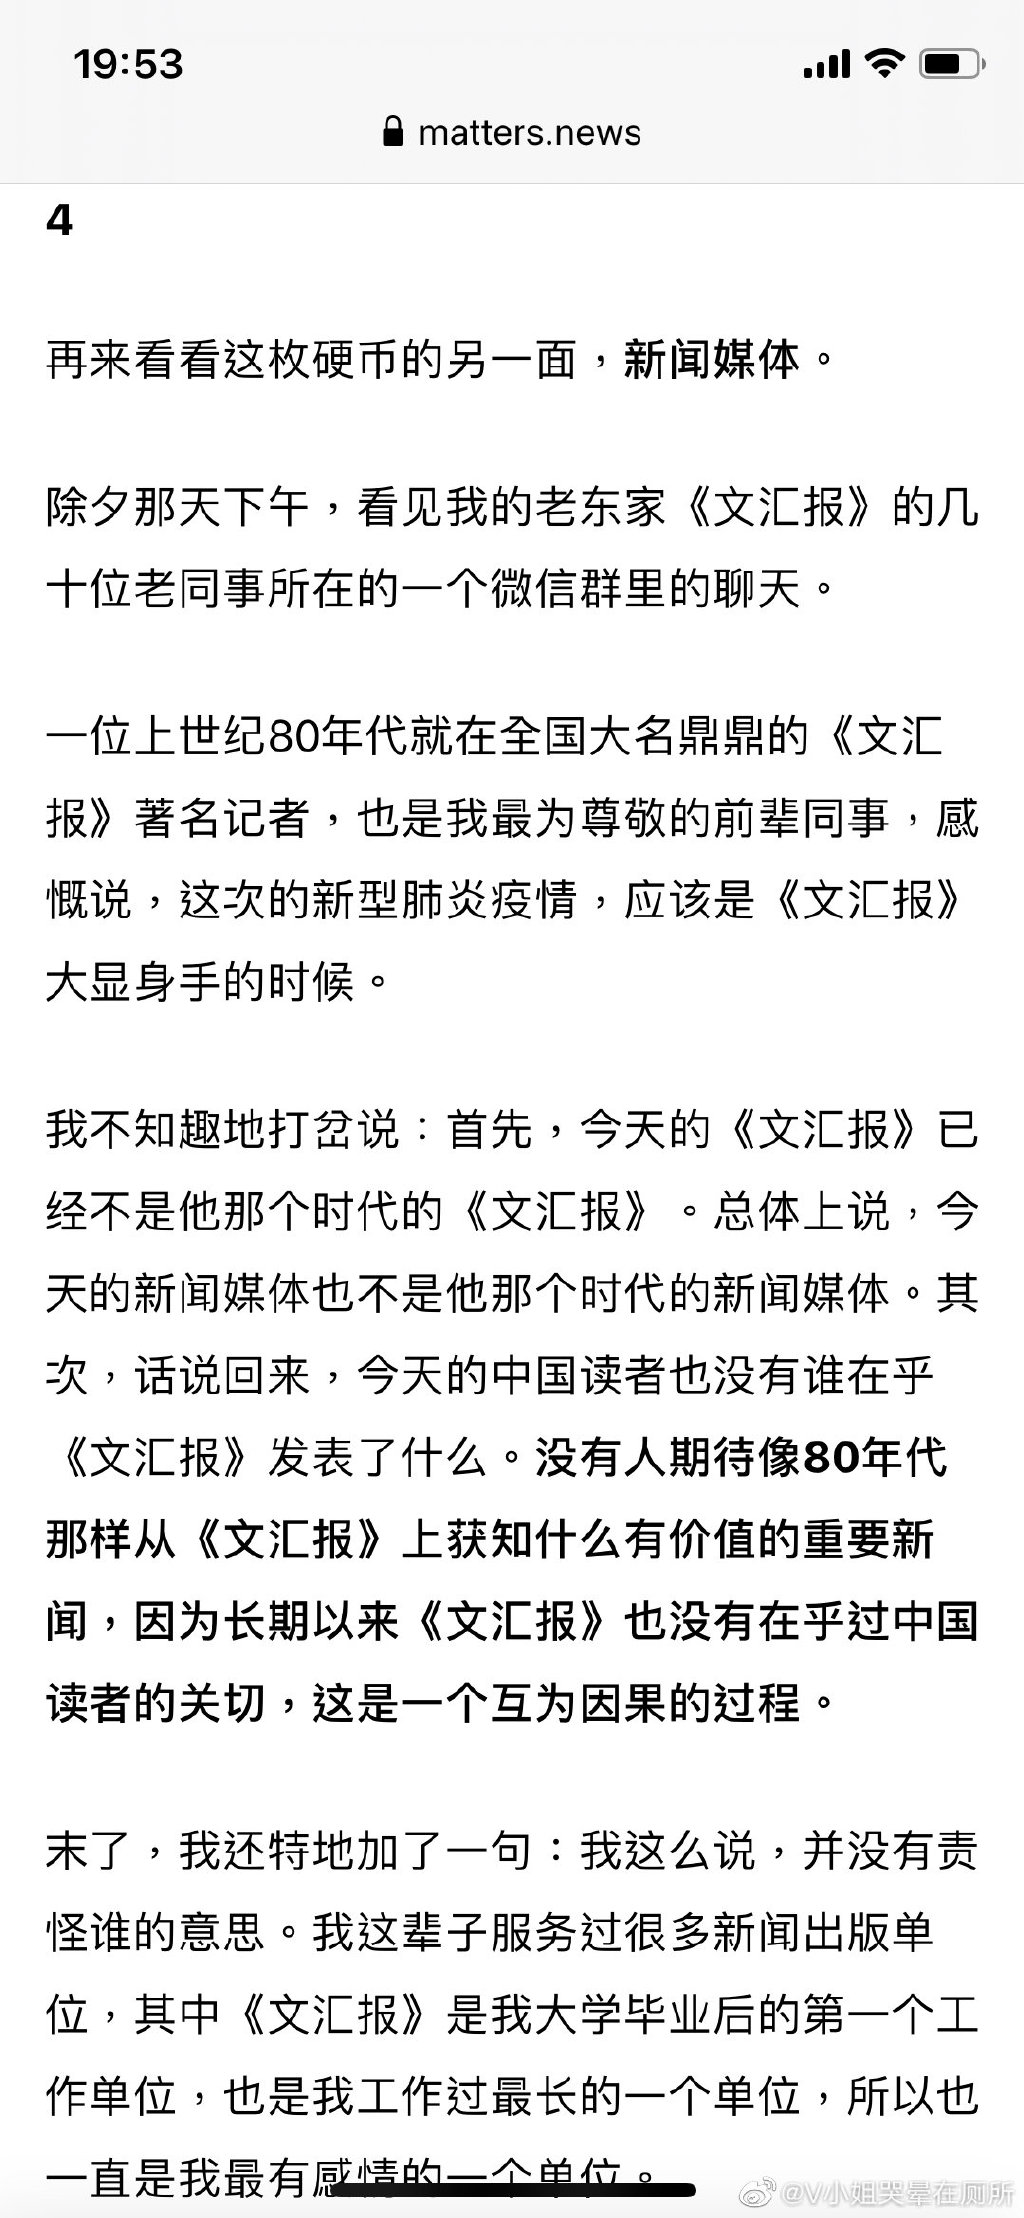 19:53
matters.news
4
再来看看这枚硬币的另一面，新闻媒体。
除夕那天下午，看见我的老东家《文汇报》的几
十位老同事所在的一个微信群里的聊天。
一位上世纪80年代就在全国大名鼎鼎的《文汇
报》著名记者，也是我最为尊敬的前辈同事，感
慨说，这次的新型肺炎疫情，应该是《文汇报》
大显身手的时候。
我不知趣地打岔说：首先，今天的《文汇报》已
经不是他那个时代的《文汇报》。总体上说，今
天的新闻媒体也不是他那个时代的新闻媒体。其
次，话说回来，今天的中国读者也没有谁在乎
《文汇报》发表了什么。没有人期待像80年代
那样从《文汇报》上获知什么有价值的重要新
闻，因为长期以来《文汇报》也没有在乎过中国
读者的关切，这是一个互为因果的过程。
末了，我还特地加了一句：我这么说，并没有责
怪谁的意思。我这辈子服务过很多新闻出版单
位，其中《文汇报》是我大学毕业后的第一个工
作单位，也是我工作过最长的一个单位，所以也
一直是我最有感情的一个单位。
@V小姐哭晕在厕所